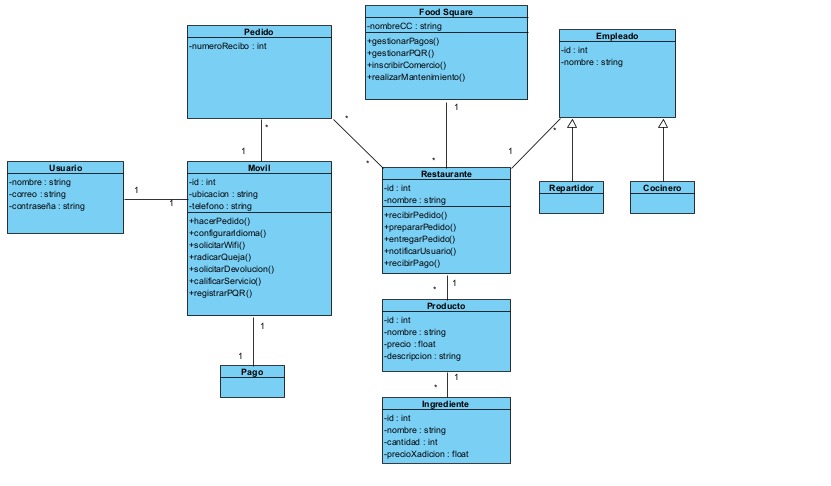 Pedido
-numeroRecibo : int
Food Square
-nombreCC : string
+gestionarPagos()
+gestionarPQR()
+inscribirComercio()
+realizarMantenimiento()
Empleado
-id : int
-nombre : string
*
1
*
*
1
*
1
*
Usuario
-nombre : string
-correo : string
-contraseña : string
1
1
Movil
-id : int
-ubicacion : string
-telefono : string
+hacerPedido()
+configurarIdioma()
+solicitarWifi()
+radicarQueja()
+solicitarDevolucion()
+calificarServicio()
+registrarPQR()
Restaurante
-id : int
-nombre : string
+recibirPedido()
+prepararPedido()
+entregarPedido()
+notificarUsuario()
+recibirPago()
Repartidor
Cocinero
1
*
Producto
-id : int
-nombre : string
-precio : float
-descripcion : string
1
1
Pago
1
*
Ingrediente
-id : int
-nombre : string
-cantidad : int
-precioXadicion : float